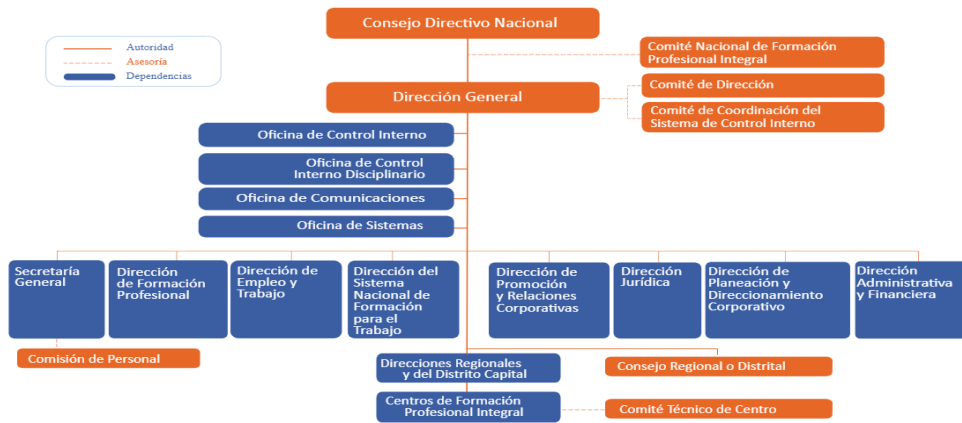 Consejo Directivo Nacional
Autoridad
Asesoría
Dependencias
Comité Nacional de Formación
Profesional Integral
Dirección General
Comité de Dirección
Comité de Coordinación del
Sistema de Control Interno
Oficina de Control Interno
Oficina de Control
Interno Disciplinario
Oficina de Comunicaciones
Oficina de Sistemas
Secretaría
General
Dirección
de Formación
Profesional
Dirección de
Empleo y
Trabajo
Dirección del
Sistema
Nacional de
Formación
para el
Trabajo
Dirección de
Promoción
y Relaciones
Corporativas
Dirección
Jurídica
Dirección de
Planeación y
Direccionamiento
Corporativo
Dirección
Administrativa
y Financiera
Comisión de Personal
Direcciones Regionales
y del Distrito Capital
Consejo Regional o Distrital
Centros de Formación
Profesional Integral
Comité Técnico de Centro